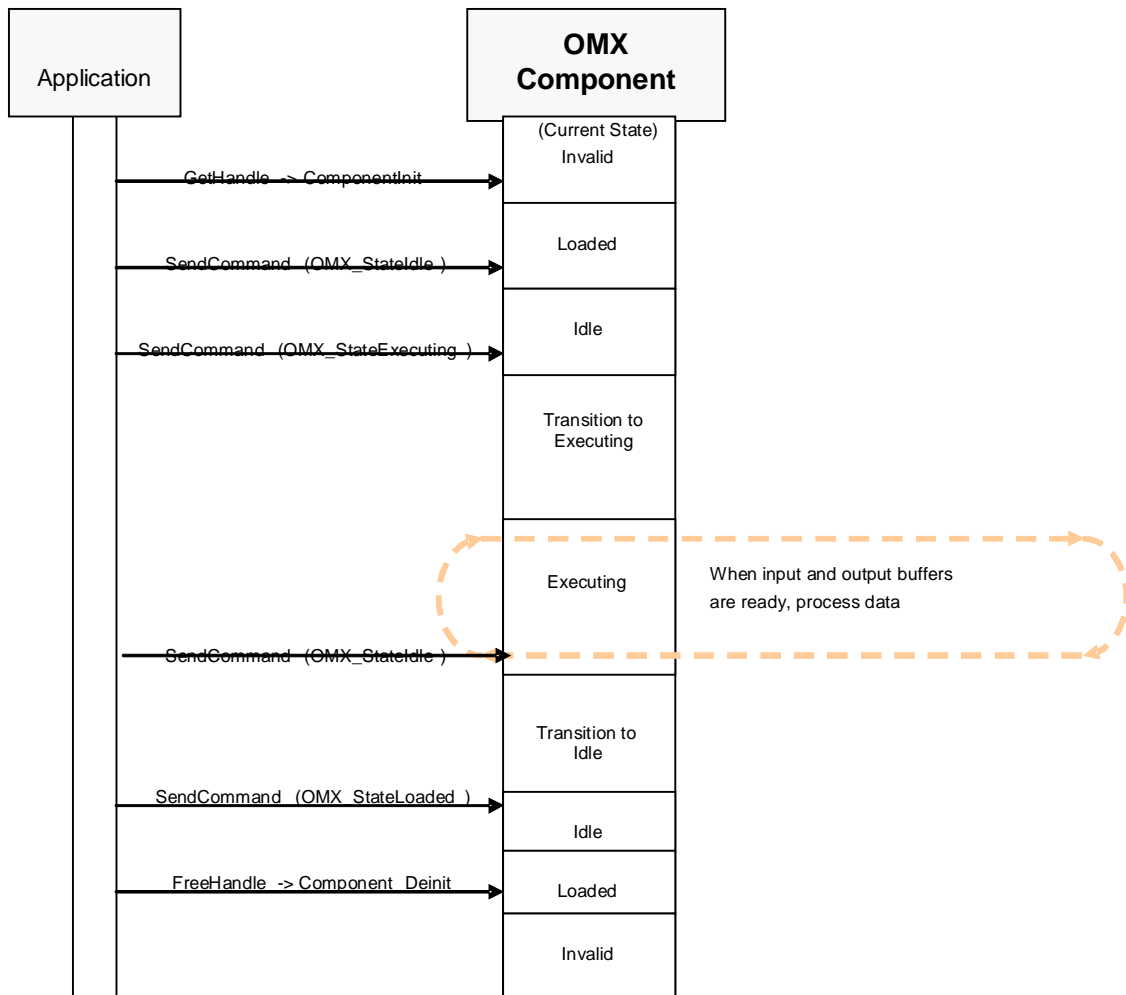 Application
OMX
Component
(Current State)
Invalid
GetHandle -> ComponentInit
Loaded
SendCommand (OMX_StateIdle )
Idle
SendCommand (OMX_StateExecuting )
Transition to
Executing
Executing
When input and output buffers
are ready, process data
SendCommand (OMX_StateIdle )
Transition to
Idle
SendCommand (OMX_StateLoaded )
Idle
FreeHandle -> Component_Deinit
Loaded
Invalid